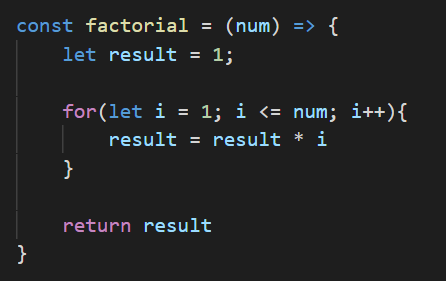 const factorial = (num) => {
    let result = 1;

    for(let i = 1; i <= num; i++){
        result = result * i
    }

    return result
}